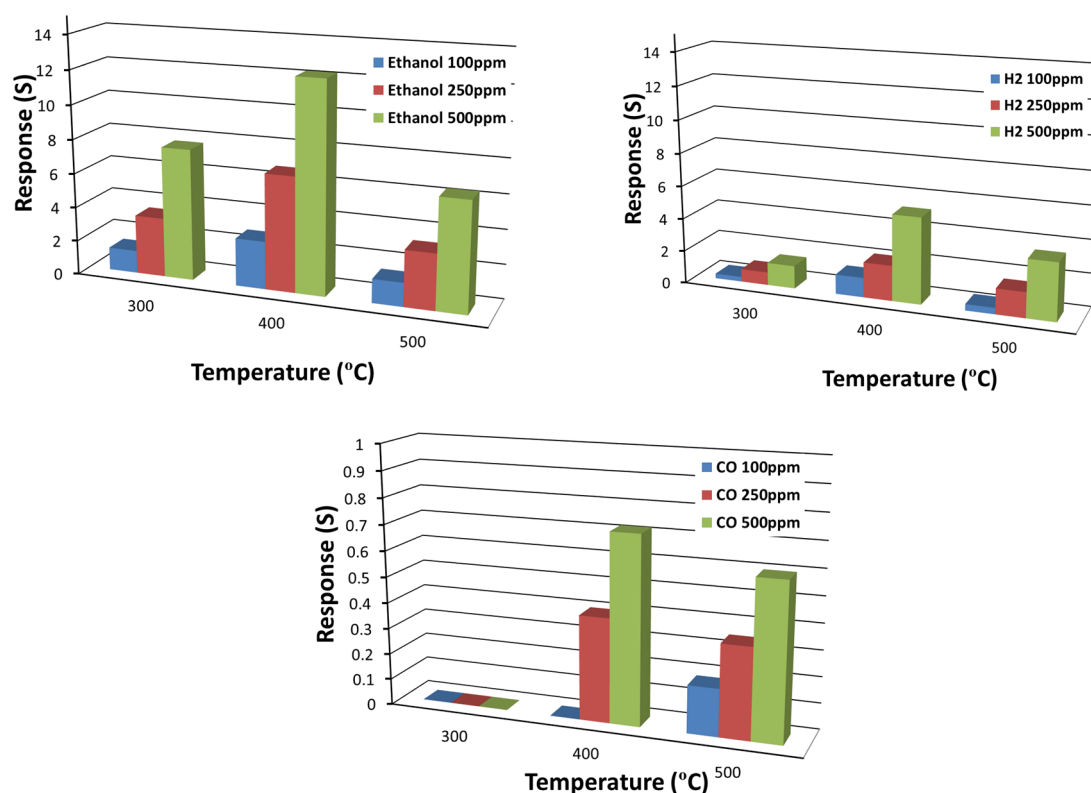 14
12
10
8
6
4
2
0
Response (S)
Ethanol 100ppm
Ethanol 250ppm
Ethanol 500ppm
300
400
500
Temperature (°C)
14
12
10
8
6
4
2
0
Response (S)
H2 100ppm
H2 250ppm
H2 500ppm
300
400
500
Temperature (°C)
1
0.9
0.8
0.7
0.6
0.5
0.4
0.3
0.2
0.1
0
Response (S)
CO 100ppm
CO 250ppm
CO 500ppm
300
400
500
Temperature (°C)